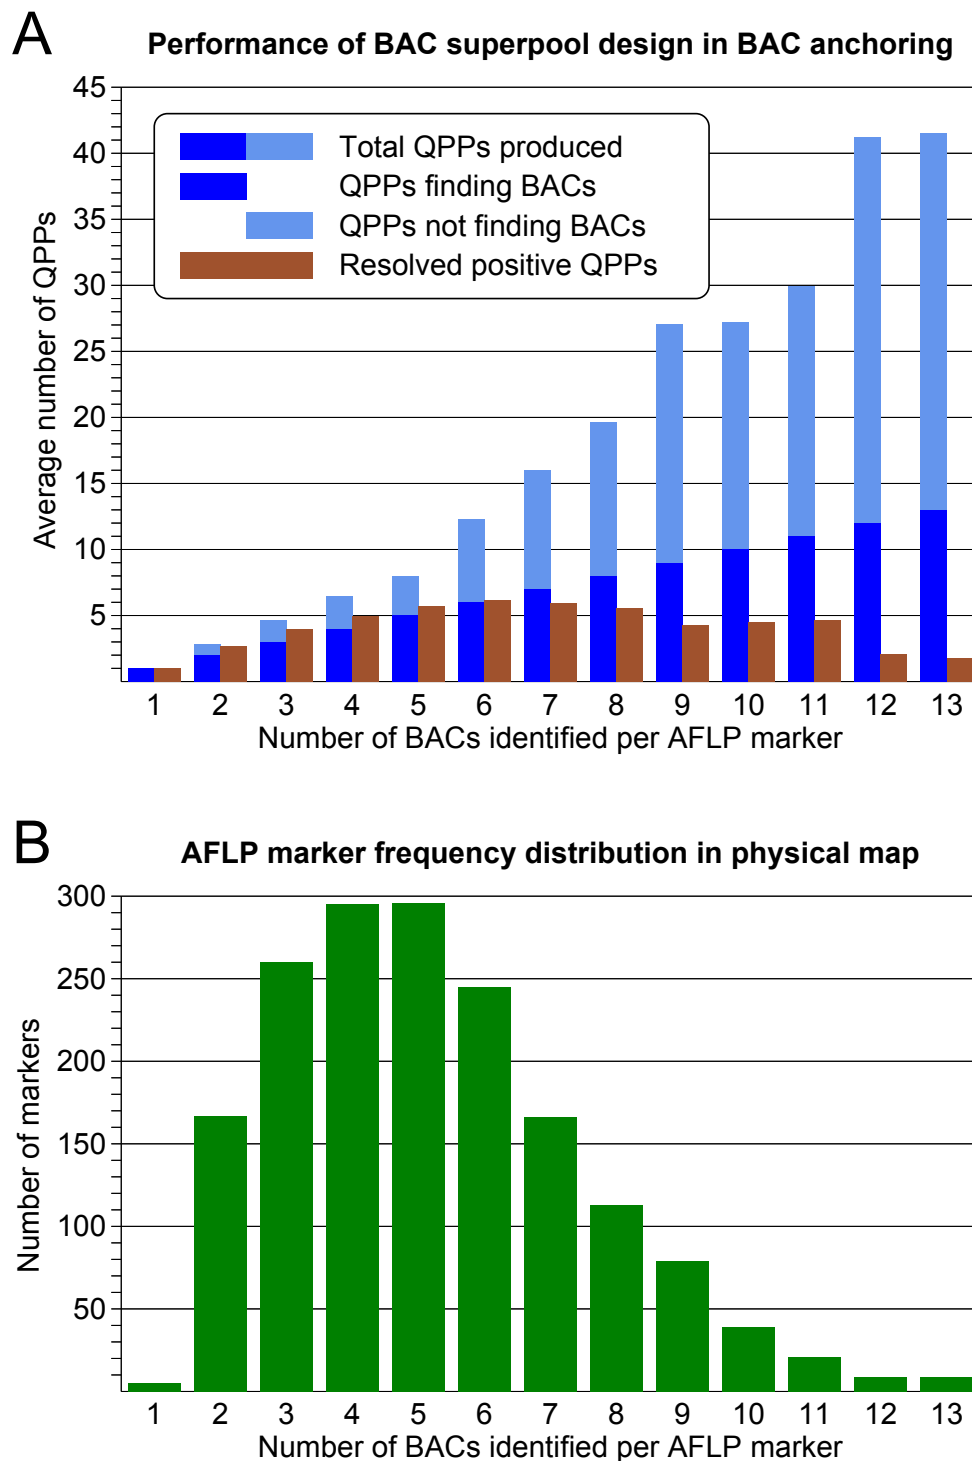 A
Performance of BAC superpool design in BAC anchoring
45
40
35
30
25
20
15
10
5
Average number of QPPs
Total QPPs produced
QPPs finding BACs
QPPs not finding BACs
Resolved positive QPPs
1 2 3 4 5 6 7 8 9 10 11 12 13
Number of BACs identified per AFLP marker
B
AFLP marker frequency distribution in physical map
300
250
200
150
100
50
Number of markers
1 2 3 4 5 6 7 8 9 10 11 12 13
Number of BACs identified per AFLP marker